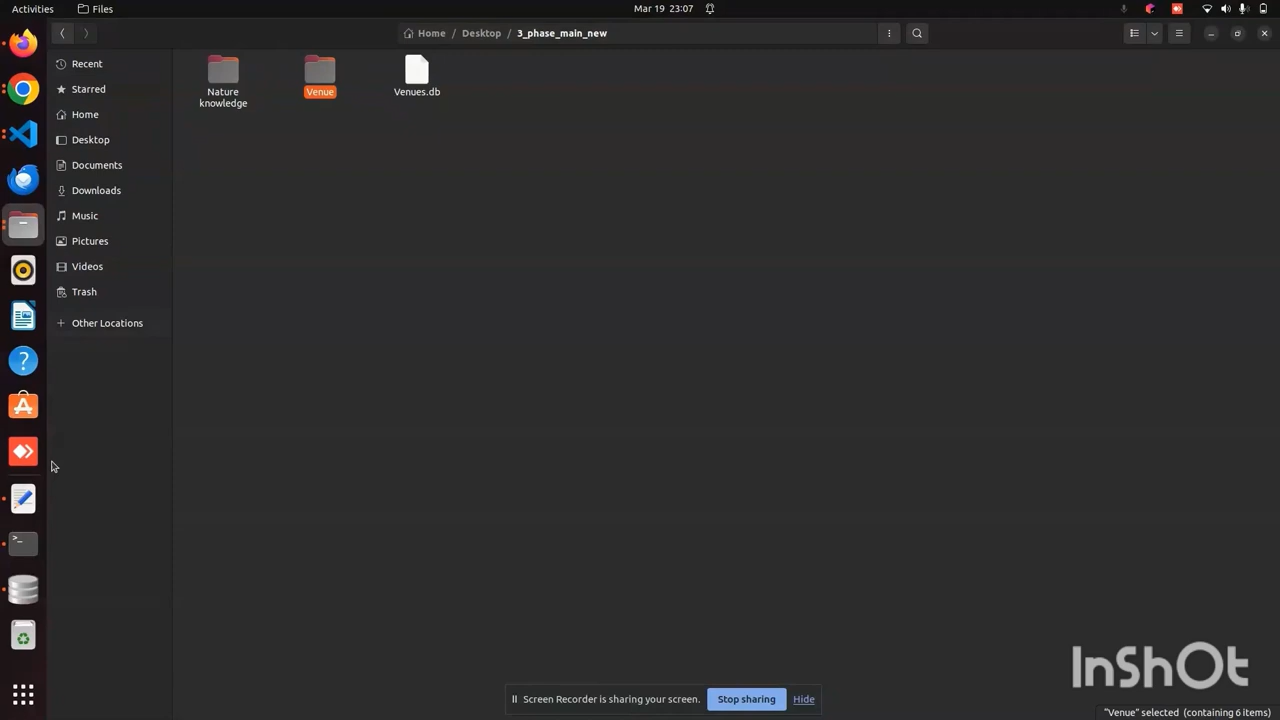 Activities
Files
Mar 19 23:07
Home / Desktop / 3_phase_main_new
Recent
Starred
Home
Desktop
Documents
Downloads
Music
Pictures
Videos
Trash
+ Other Locations
Nature
knowledge
Venue
Venues.db
>_
?
InShOt
Screen Recorder is sharing your screen.
Stop sharing
Hide
"Venue" selected (containing 6 items)